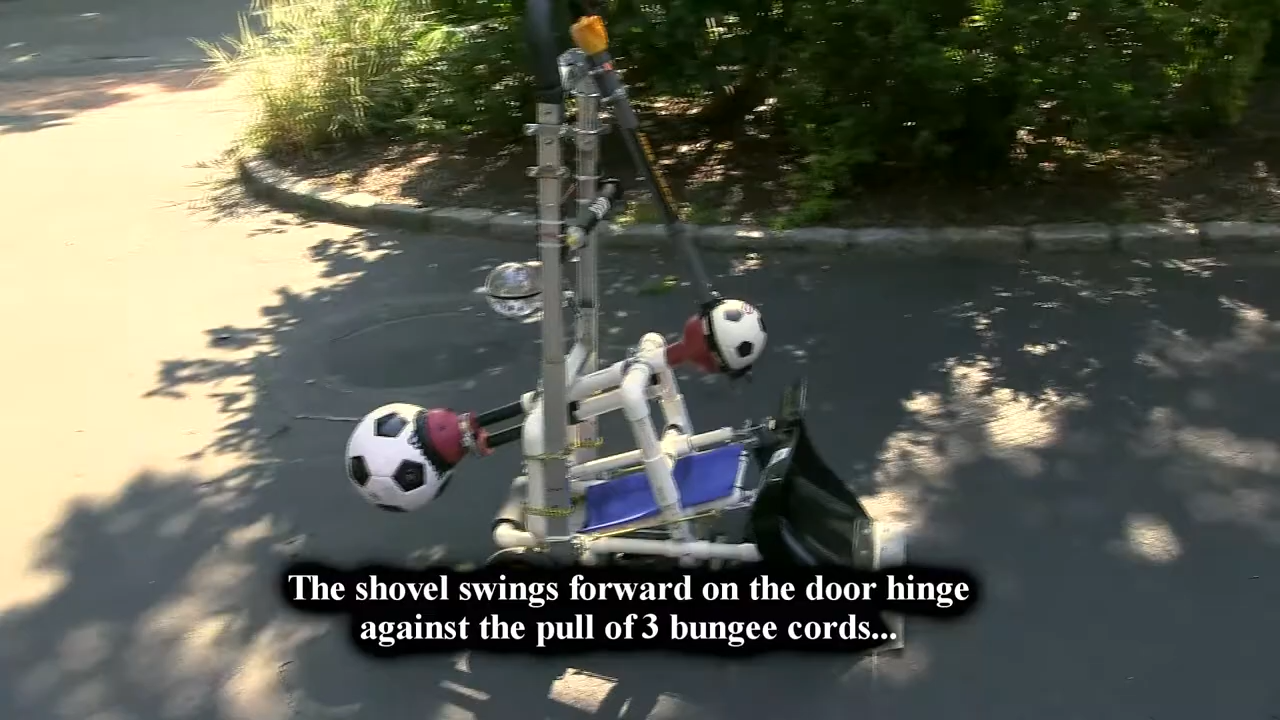 The shovel swings forward on the door hinge
against the pull of 3 bungee cords...